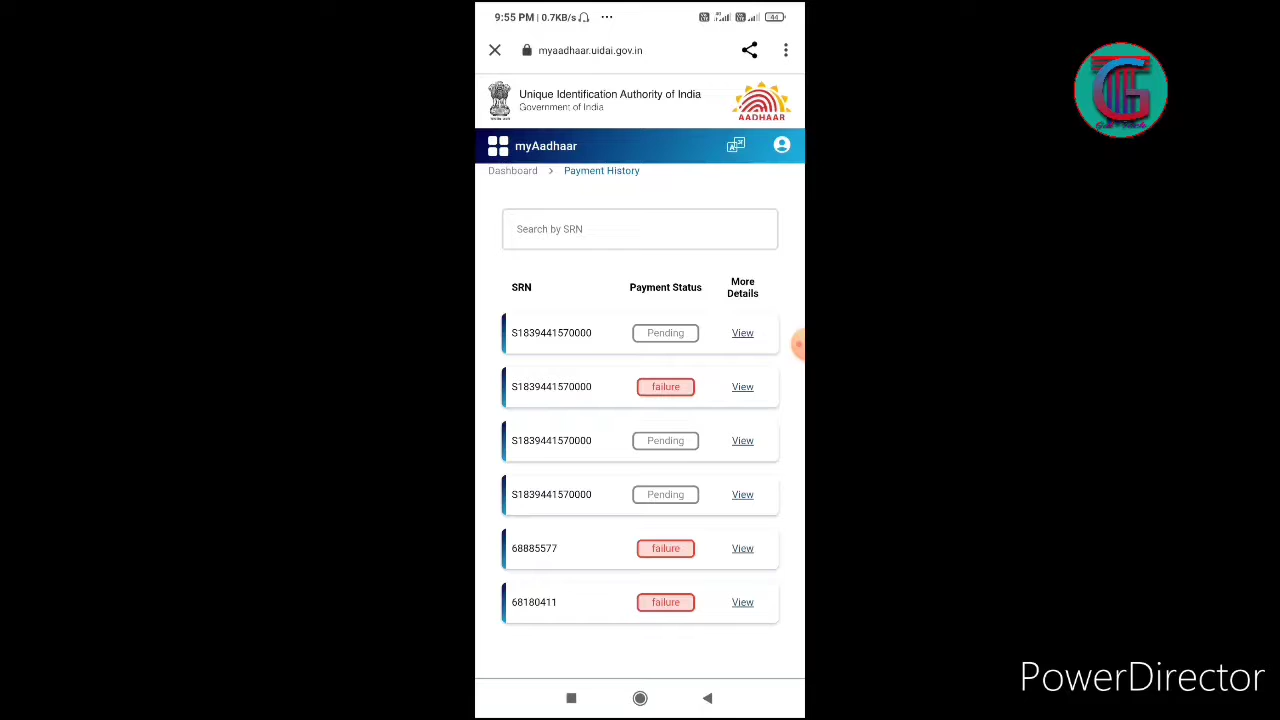 9:55 PM | 0.7KB/s
44
myaadhaar.uidai.gov.in
Unique Identification Authority of India
Government of India
AADHAAR
myAadhaar
Dashboard > Payment History
Search by SRN
SRN Payment Status More Details
S1839441570000 Pending View
S1839441570000 failure View
S1839441570000 Pending View
S1839441570000 Pending View
68885577 failure View
68180411 failure View
PowerDirector